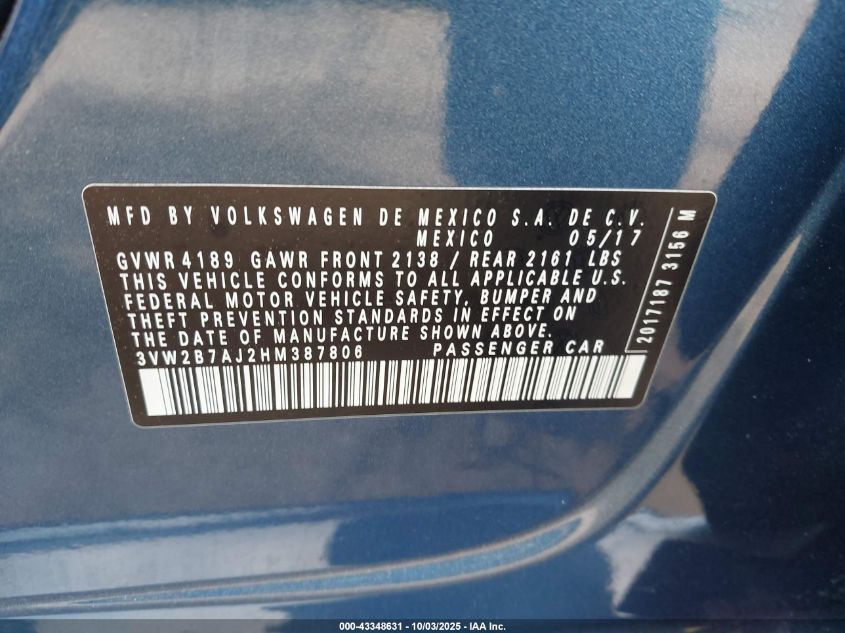 MFD BY VOLKSWAGEN DE MEXICO S.A. DE C.V.
MEXICO 05/17
GVWR 4189 GAWR FRONT 2138 / REAR 2161 LBS
THIS VEHICLE CONFORMS TO ALL APPLICABLE U.S.
FEDERAL MOTOR VEHICLE SAFETY, BUMPER AND
THEFT PREVENTION STANDARDS IN EFFECT ON
THE DATE OF MANUFACTURE SHOWN ABOVE.
3VW2B7AJ2HM387806 PASSENGER CAR
2017187 3156 M
000-43348631 - 10/03/2025 - IAA Inc.